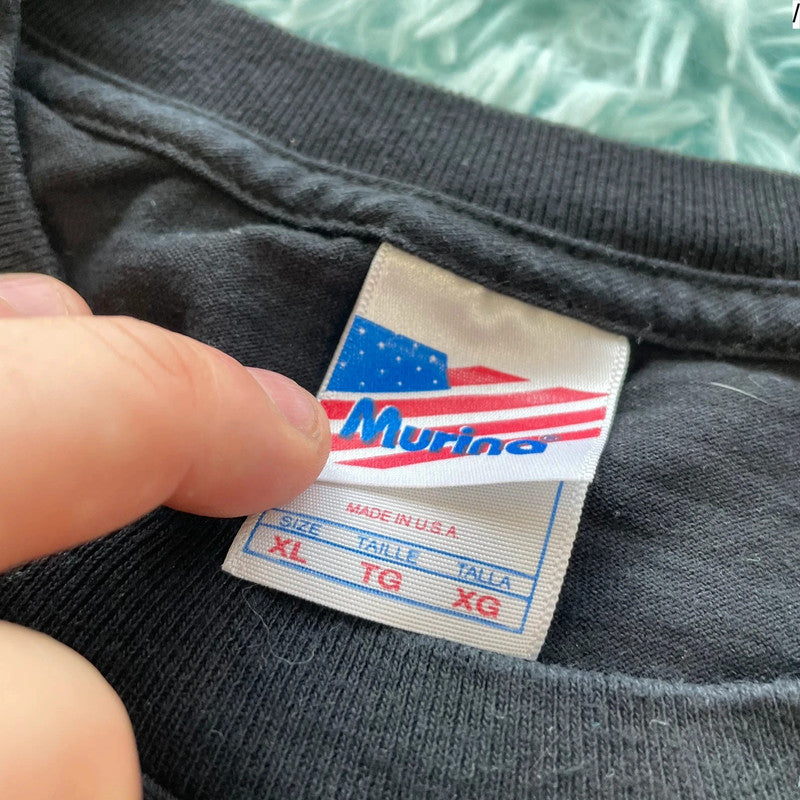 Murina®
MADE IN U.S.A.
SIZE TAILLE TALLA
XL TG XG